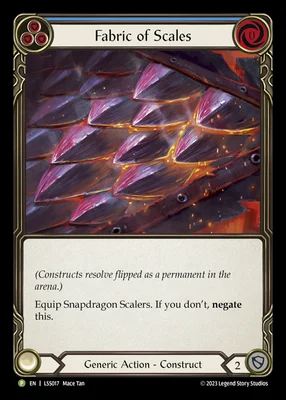 Fabric of Scales
(Constructs resolve flipped as a permanent in the
arena.)
Equip Snapdragon Scalers. If you don't, negate
this.
Generic Action - Construct
2
P EN | LSS017 Mace Tan
© 2023 Legend Story Studios